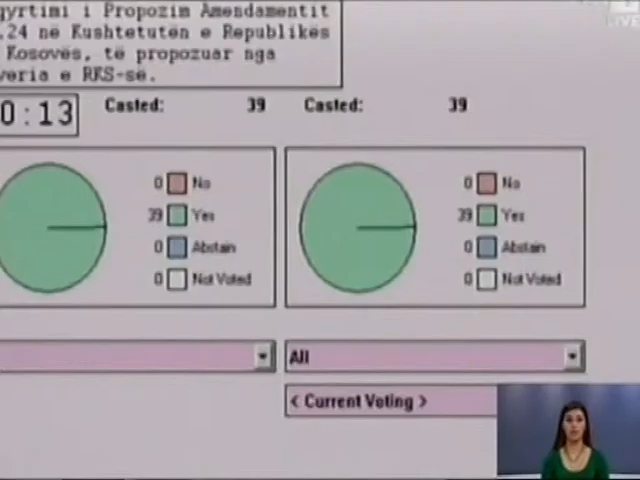 gyrtimi i Propozim Amendamentit
.24 në Kushtetutën e Republikës
Kosovës, të propozuar nga
veria e RKS-së.
0:13
Casted: 39 Casted: 39
0 No 0 No
39 Yes 39 Yes
0 Abstain 0 Abstain
0 Not Voted 0 Not Voted
All
< Current Voting >
LIVE